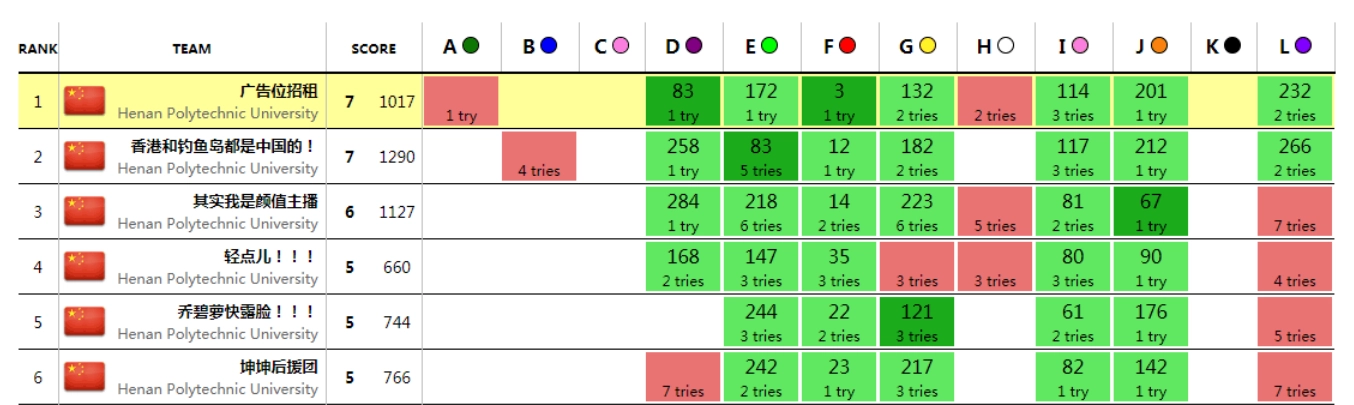 RANK TEAM SCORE A B C D E F G H I J K L
1 广告位招租 7 1017 83 172 3 132 114 201 232
Henan Polytechnic University 1 try 1 try 1 try 1 try 2 tries 2 tries 3 tries 1 try 2 tries
2 香港和钓鱼岛都是中国的！ 7 1290 258 83 12 182 117 212 266
Henan Polytechnic University 4 tries 1 try 5 tries 1 try 2 tries 3 tries 1 try 2 tries
3 其实我是颜值主播 6 1127 284 218 14 223 81 67
Henan Polytechnic University 1 try 6 tries 2 tries 6 tries 5 tries 2 tries 1 try 7 tries
4 轻点儿！！！ 5 660 168 147 35 80 90
Henan Polytechnic University 2 tries 3 tries 3 tries 3 tries 3 tries 3 tries 1 try 4 tries
5 乔碧萝快露脸！！！ 5 744 244 22 121 61 176
Henan Polytechnic University 3 tries 2 tries 3 tries 2 tries 1 try 5 tries
6 坤坤后援团 5 766 242 23 217 82 142
Henan Polytechnic University 7 tries 2 tries 1 try 3 tries 1 try 1 try 7 tries